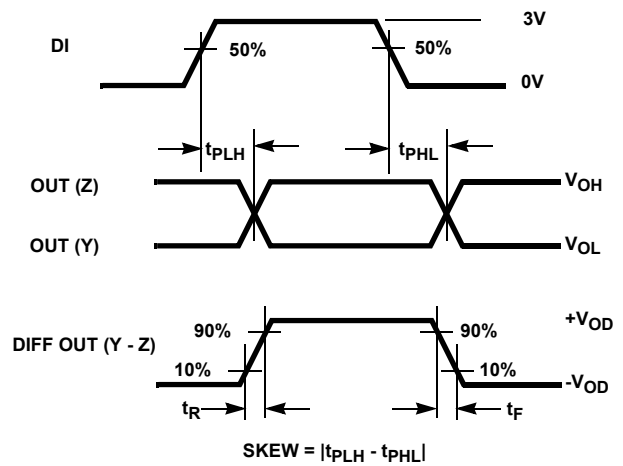 3V
DI
50%
50%
0V
tPLH
tPHL
OUT (Z)
VOH
OUT (Y)
VOL
+VOD
90%
90%
DIFF OUT (Y - Z)
10%
10%
-VOD
tR
tF
SKEW = |tPLH - tPHL|